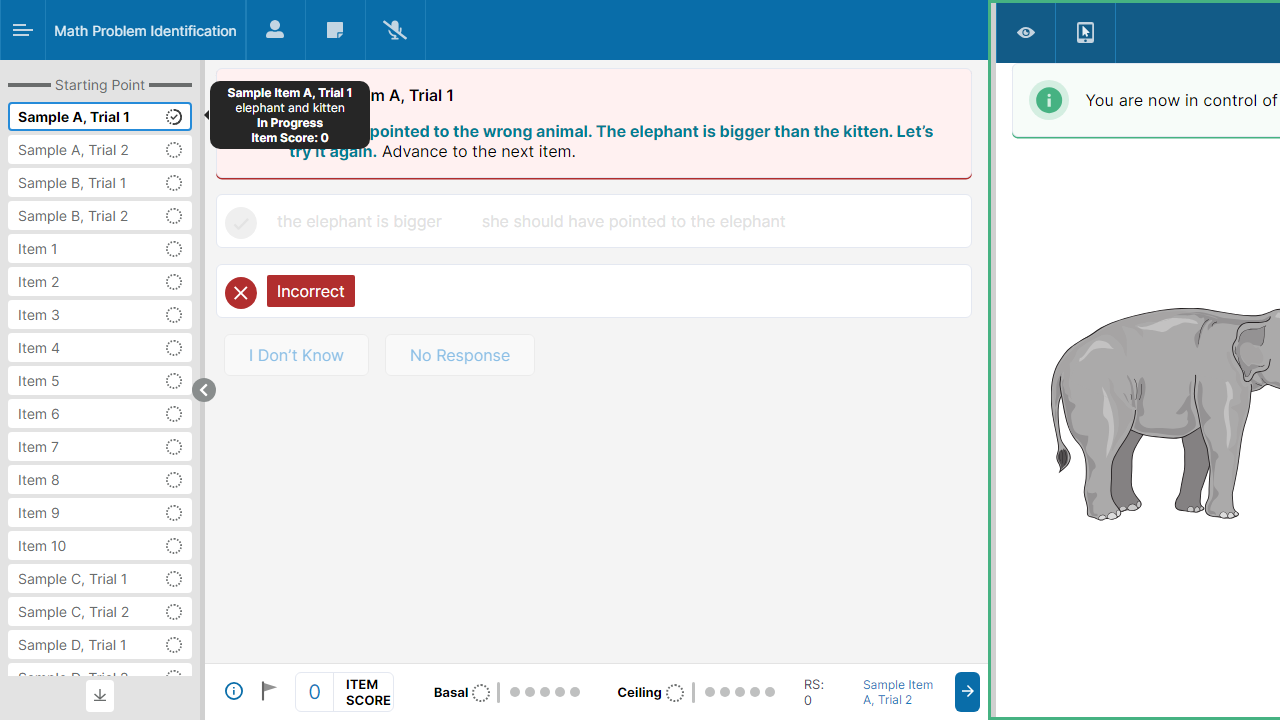 Math Problem Identification
Starting Point
Sample A, Trial 1
Sample A, Trial 2
Sample B, Trial 1
Sample B, Trial 2
Item 1
Item 2
Item 3
Item 4
Item 5
Item 6
Item 7
Item 8
Item 9
Item 10
Sample C, Trial 1
Sample C, Trial 2
Sample D, Trial 1
Sample Item A, Trial 1
elephant and kitten
In Progress
Item Score: 0
m A, Trial 1
pointed to the wrong animal. The elephant is bigger than the kitten. Let's
try it again. Advance to the next item.
the elephant is bigger she should have pointed to the elephant
Incorrect
I Don't Know No Response
0 ITEM
SCORE
Basal
Ceiling
RS:
0
Sample Item
A, Trial 2
You are now in control of